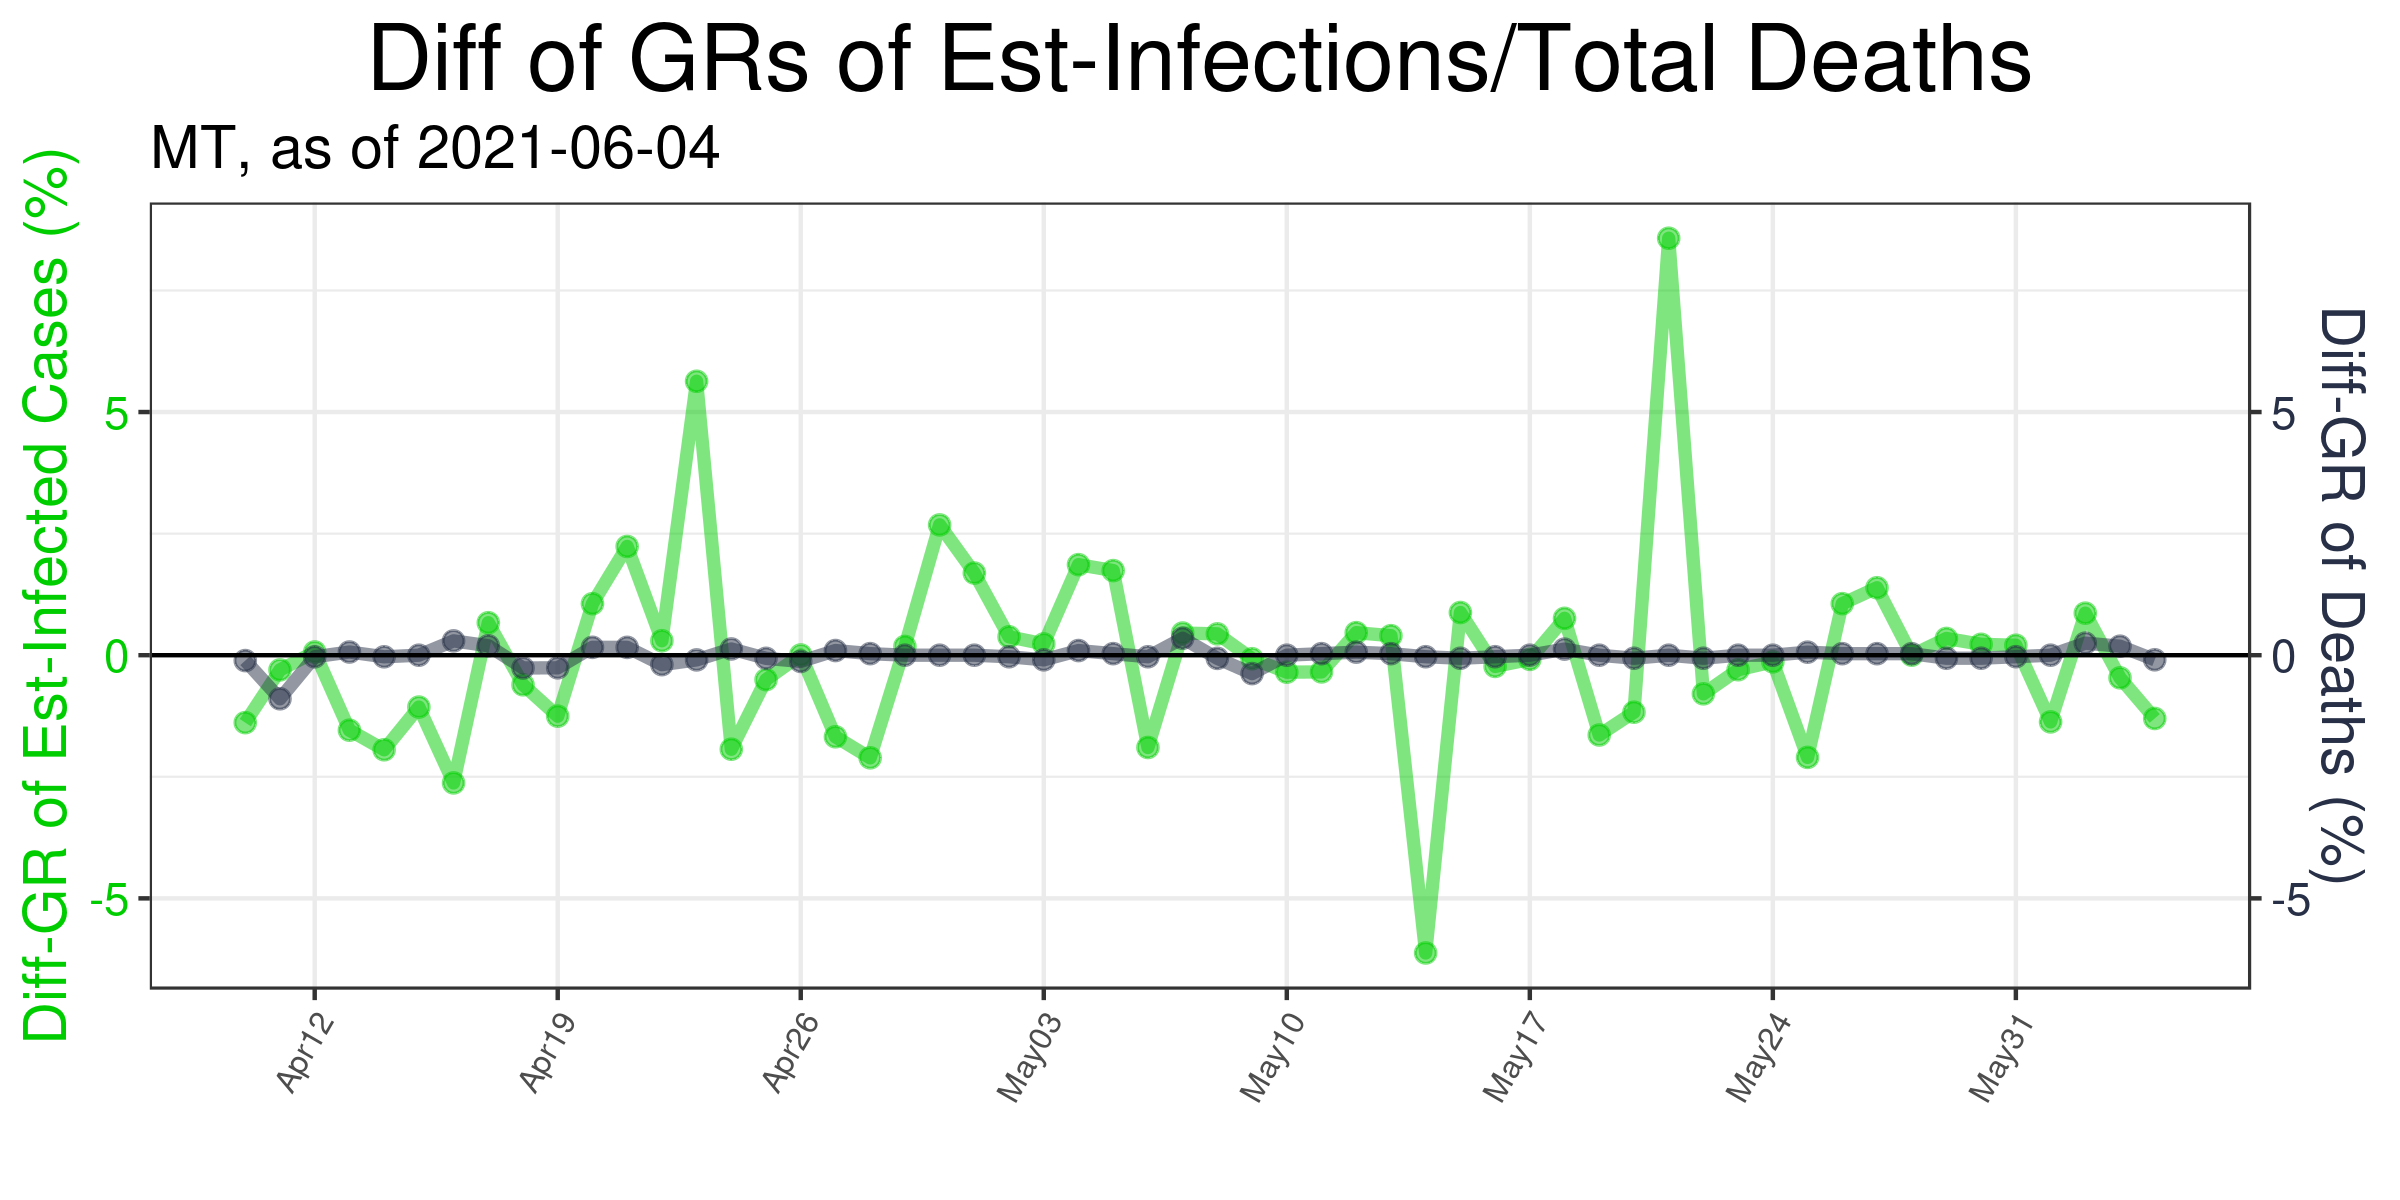 Diff of GRs of Est-Infections/Total Deaths
MT, as of 2021-06-04
Diff-GR of Est-Infected Cases (%)
5
0
-5
5
0
-5
Diff-GR of Deaths (%)
Apr12
Apr19
Apr26
May03
May10
May17
May24
May31